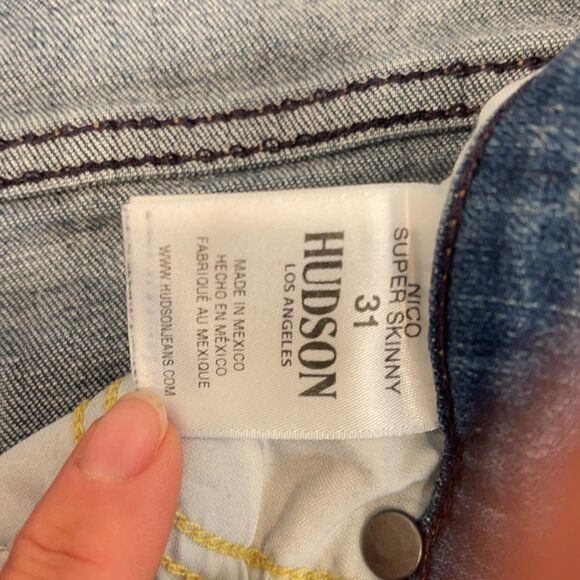 NICO
SUPER SKINNY
31
HUDSON
LOS ANGELES
MADE IN MEXICO
HECHO EN MÉXICO
FABRIQUÉ AU MEXIQUE
WWW.HUDSONJEANS.COM